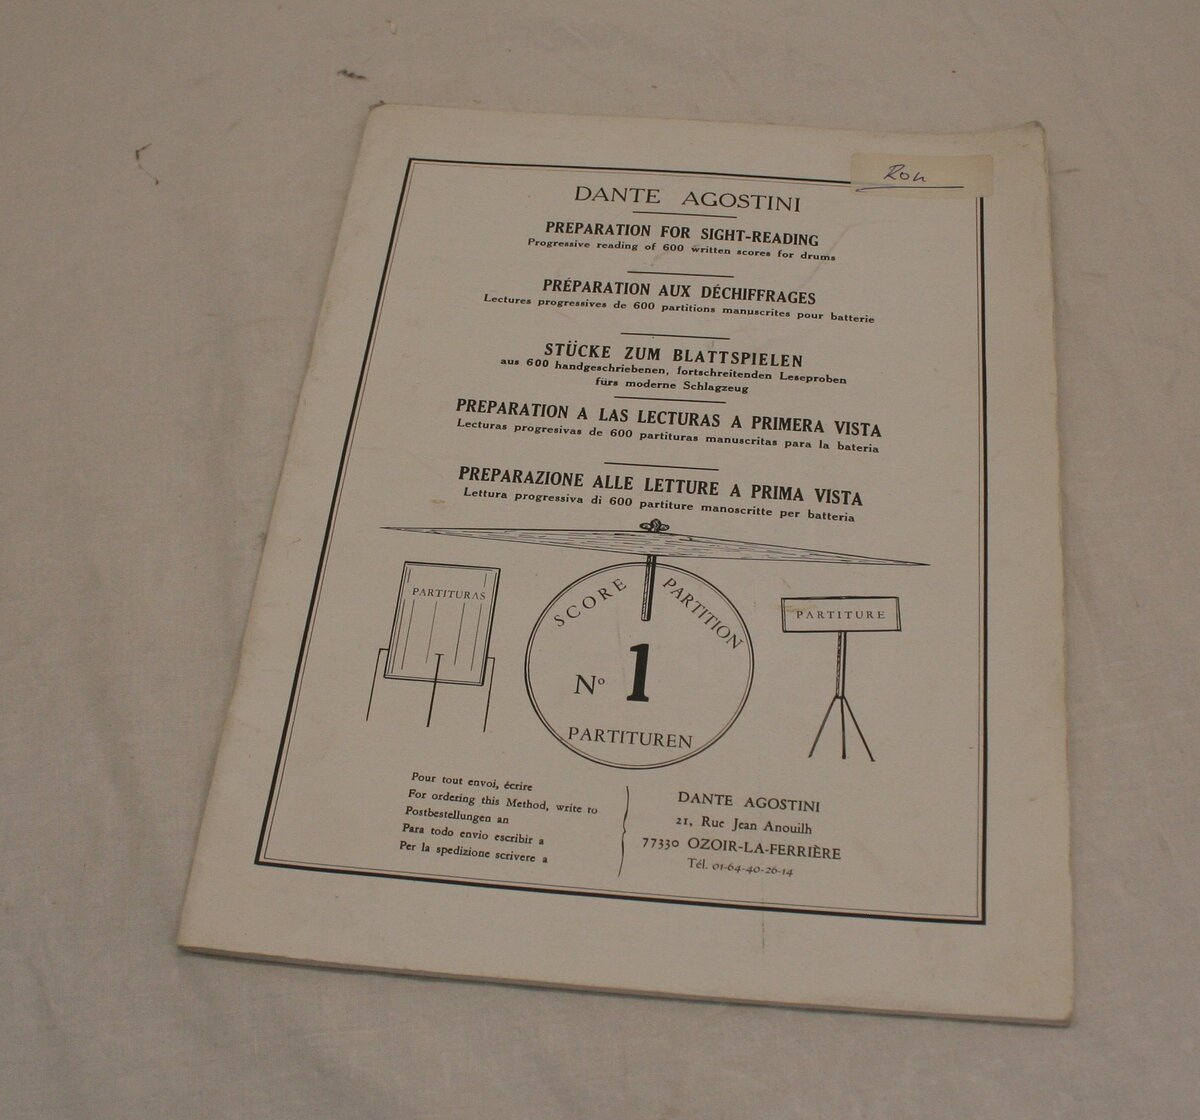 Ron
DANTE AGOSTINI
PREPARATION FOR SIGHT-READING
Progressive reading of 600 written scores for drums
PRÉPARATION AUX DÉCHIFFRAGES
Lectures progressives de 600 partitions manuscrites pour batterie
STÜCKE ZUM BLATTSPIELEN
aus 600 handgeschriebenen, fortschreitenden Leseproben
fürs moderne Schlagzeug
PREPARATION A LAS LECTURAS A PRIMERA VISTA
Lecturas progresivas de 600 partituras manuscritas para la bateria
PREPARAZIONE ALLE LETTURE A PRIMA VISTA
Lettura progressiva di 600 partiture manoscritte per batteria
PARTITURAS
SCORE PARTITION
PARTITURE
Nº 1
PARTITUREN
Pour tout envoi, écrire
For ordering this Method, write to
Postbestellungen an
Para todo envio escribir a
Per la spedizione scrivere a
DANTE AGOSTINI
21, Rue Jean Anouilh
77330 OZOIR-LA-FERRIÈRE
Tél. 01-64-40-26-14